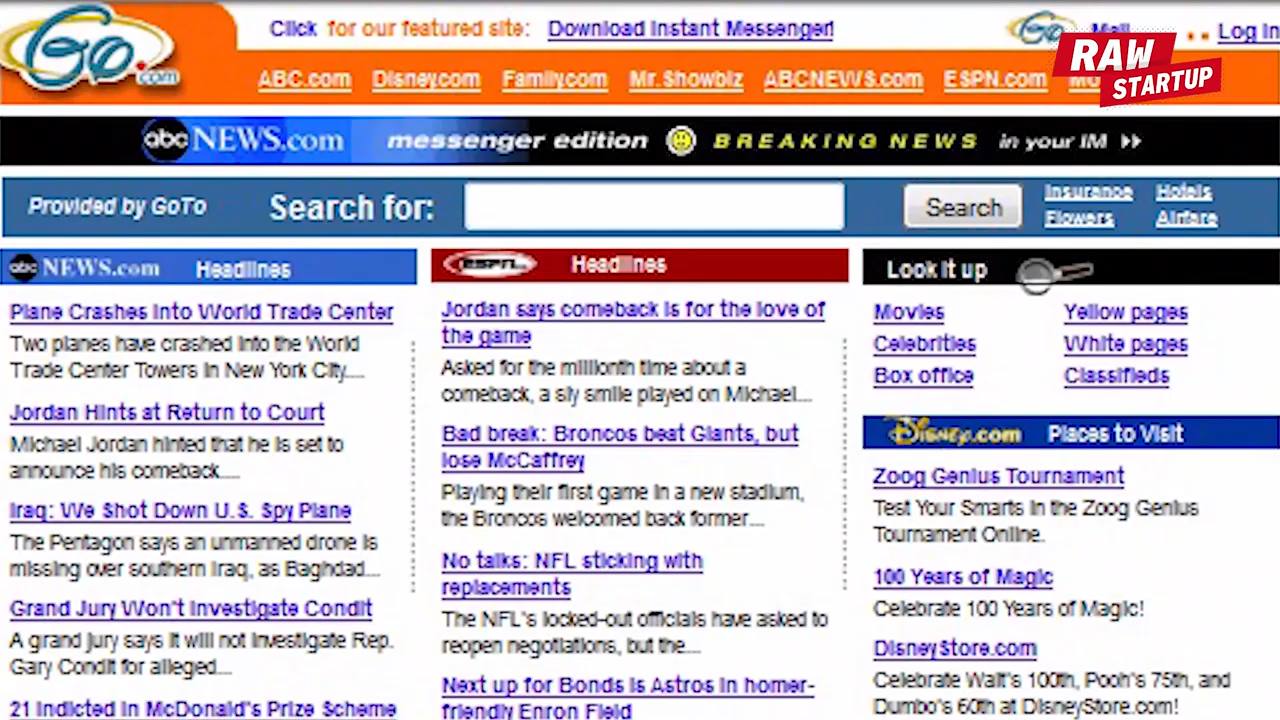 Go.com
Click for our featured site: Download Instant Messenger!
Go Mail Log In
RAW
STARTUP
ABC.com Disney.com Family.com Mr. Showbiz ABCNEWS.com ESPN.com
abc NEWS.com messenger edition BREAKING NEWS in your IM
Provided by GoTo Search for: Search
Insurance Hotels
Flowers Airfare
abc NEWS.com Headlines
Plane Crashes Into World Trade Center
Two planes have crashed into the World
Trade Center Towers in New York City....
Jordan Hints at Return to Court
Michael Jordan hinted that he is set to
announce his comeback....
Iraq: We Shot Down U.S. Spy Plane
The Pentagon says an unmanned drone is
missing over southern Iraq, as Baghdad...
Grand Jury Won't Investigate Condit
A grand jury says it will not investigate Rep.
Gary Condit for alleged...
21 Indicted in McDonald's Prize Scheme
ESPN Headlines
Jordan says comeback is for the love of
the game
Asked for the millionth time about a
comeback, a sly smile played on Michael...
Bad break: Broncos beat Giants, but
lose McCaffrey
Playing their first game in a new stadium,
the Broncos welcomed back former...
No talks: NFL sticking with
replacements
The NFL's locked-out officials have asked to
reopen negotiations, but the...
Next up for Bonds is Astros in homer-
friendly Enron Field
Look it up
Movies Yellow pages
Celebrities White pages
Box office Classifieds
Disney.com Places to Visit
Zoog Genius Tournament
Test Your Smarts in the Zoog Genius
Tournament Online.
100 Years of Magic
Celebrate 100 Years of Magic!
DisneyStore.com
Celebrate Walt's 100th, Pooh's 75th, and
Dumbo's 60th at DisneyStore.com!